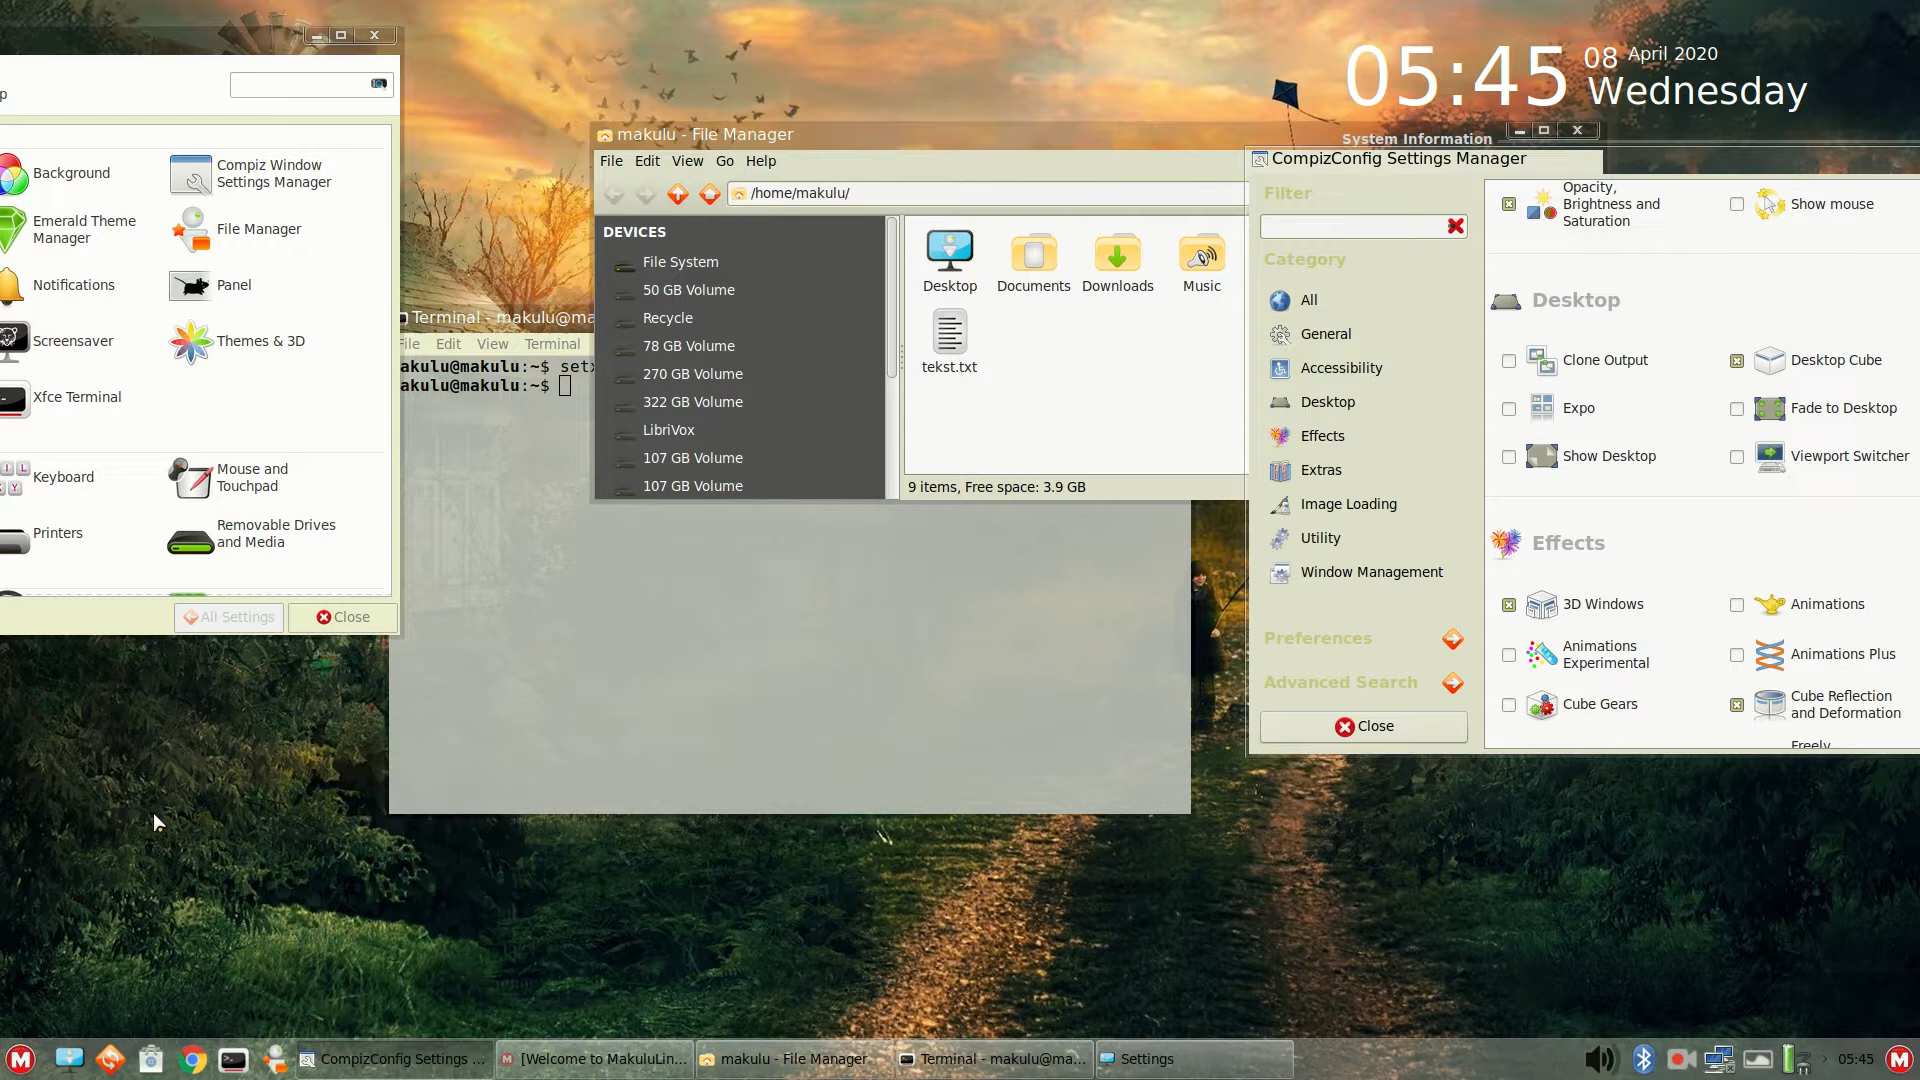 05:45
08 April 2020
Wednesday
System Information
p
Background
Compiz Window
Settings Manager
Emerald Theme
Manager
File Manager
Notifications
Panel
Screensaver
Themes & 3D
Xfce Terminal
Keyboard
Mouse and
Touchpad
Printers
Removable Drives
and Media
All Settings
Close
Terminal - makulu@ma
File Edit View Terminal
akulu@makulu:~$ set
akulu@makulu:~$
makulu - File Manager
File Edit View Go Help
/home/makulu/
DEVICES
File System
50 GB Volume
Recycle
78 GB Volume
270 GB Volume
322 GB Volume
LibriVox
107 GB Volume
107 GB Volume
Desktop
Documents
Downloads
Music
tekst.txt
9 items, Free space: 3.9 GB
CompizConfig Settings Manager
Filter
Category
All
General
Accessibility
Desktop
Effects
Extras
Image Loading
Utility
Window Management
Preferences
Advanced Search
Close
Opacity,
Brightness and
Saturation
Show mouse
Desktop
Clone Output
Desktop Cube
Expo
Fade to Desktop
Show Desktop
Viewport Switcher
Effects
3D Windows
Animations
Animations
Experimental
Animations Plus
Cube Gears
Cube Reflection
and Deformation
Freely
CompizConfig Settings ...
[Welcome to MakuluLin...
makulu - File Manager
Terminal - makulu@ma...
Settings
05:45